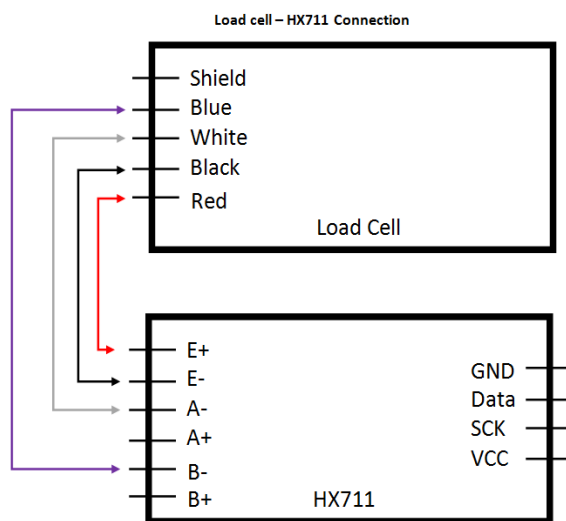 Load cell – HX711 Connection
Shield
Blue
White
Black
Red
Load Cell
E+
E-
A-
A+
B-
B+
HX711
GND
Data
SCK
VCC